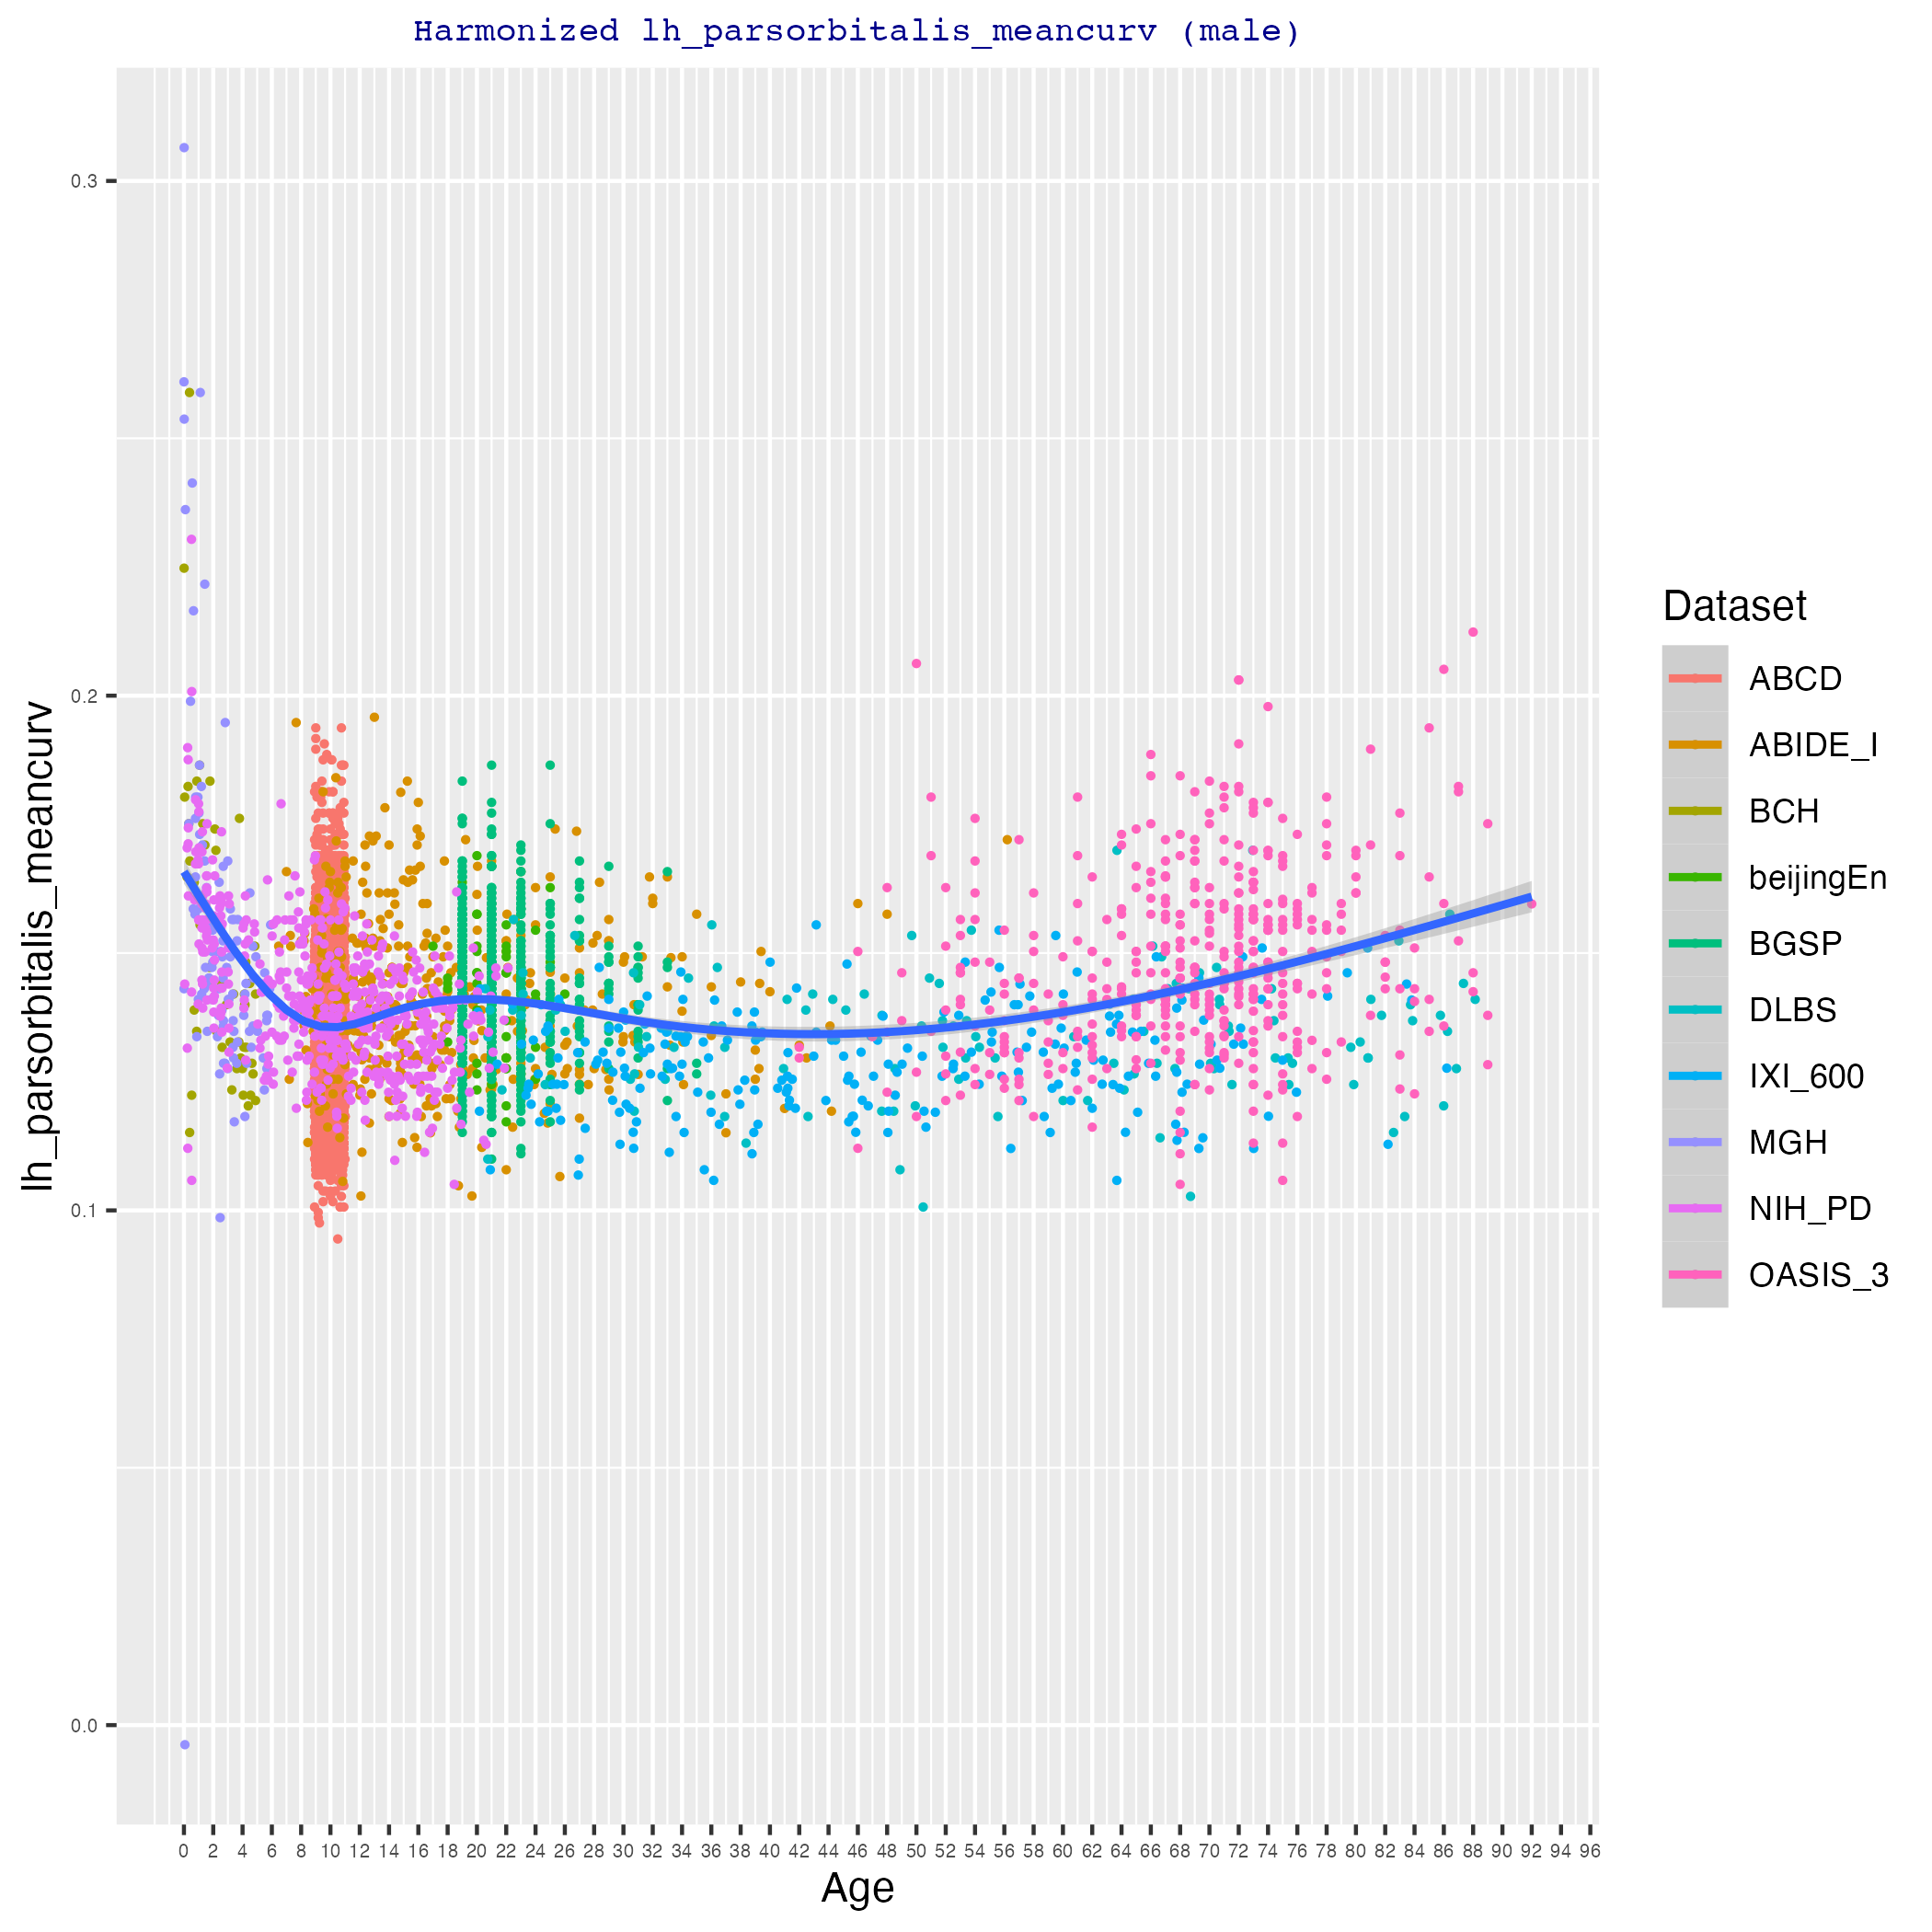 Harmonized lh_parsorbitalis_meancurv (male)
lh_parsorbitalis_meancurv
0.3
0.2
0.1
0.0
0 2 4 6 8 10 12 14 16 18 20 22 24 26 28 30 32 34 36 38 40 42 44 46 48 50 52 54 56 58 60 62 64 66 68 70 72 74 76 78 80 82 84 86 88 90 92 94 96
Age
Dataset
ABCD
ABIDE_I
BCH
beijingEn
BGSP
DLBS
IXI_600
MGH
NIH_PD
OASIS_3